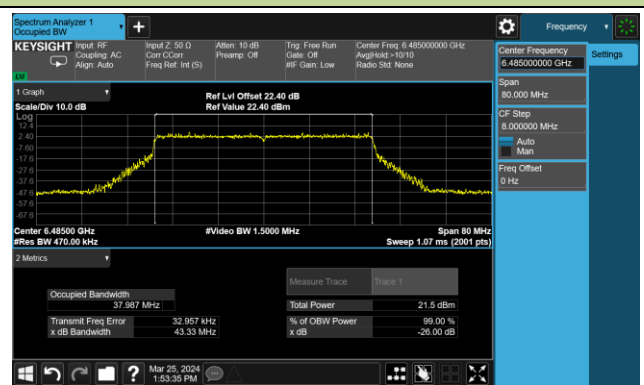 Spectrum Analyzer 1
Occupied BW
Frequency
KEYSIGHT
Input: RF
Coupling: AC
Align: Auto
Input Z: 50 Ω
Corr CCorr
Freq Ref: Int (S)
Atten: 10 dB
Preamp: Off
Trig: Free Run
Gate: Off
#IF Gain: Low
Center Freq: 6.485000000 GHz
Avg|Hold:>10/10
Radio Std: None
LW
Center Frequency
6.485000000 GHz
Settings
Span
80.000 MHz
CF Step
8.000000 MHz
Auto
Man
Freq Offset
0 Hz
1 Graph
Scale/Div 10.0 dB
Ref Lvl Offset 22.40 dB
Ref Value 22.40 dBm
Log
12.4
2.40
-7.60
-17.6
-27.6
-37.6
-47.6
-57.6
-67.6
Center 6.48500 GHz
#Res BW 470.00 kHz
#Video BW 1.5000 MHz
Span 80 MHz
Sweep 1.07 ms (2001 pts)
2 Metrics
Measure Trace
Trace 1
Occupied Bandwidth
37.987 MHz
Total Power
21.5 dBm
Transmit Freq Error
32.957 kHz
% of OBW Power
99.00 %
x dB Bandwidth
43.33 MHz
x dB
-26.00 dB
Mar 25, 2024
1:53:35 PM